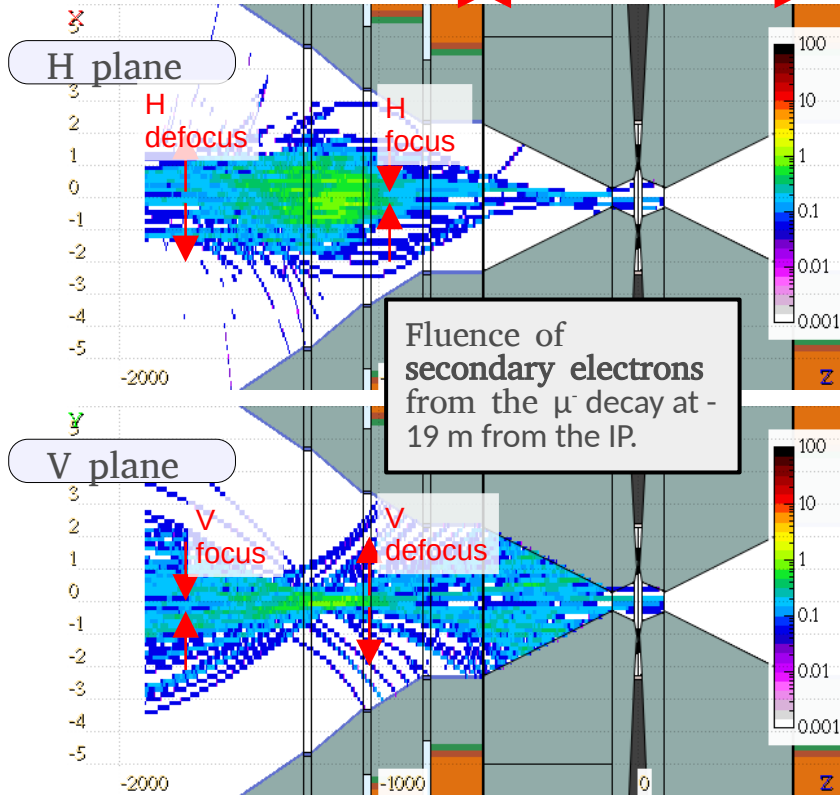 X
5
H plane
100
3
H
defocus
H
focus
10
2
1
1
0
0.1
-1
-2
0.01
-3
-4
0.001
-5
-2000
Z
Fluence of
secondary electrons
from the μ- decay at -
19 m from the IP.
Y
5
V plane
100
3
V
focus
V
defocus
10
2
1
1
0
0.1
-1
-2
0.01
-3
-4
0.001
-5
-2000
-1000
0
Z